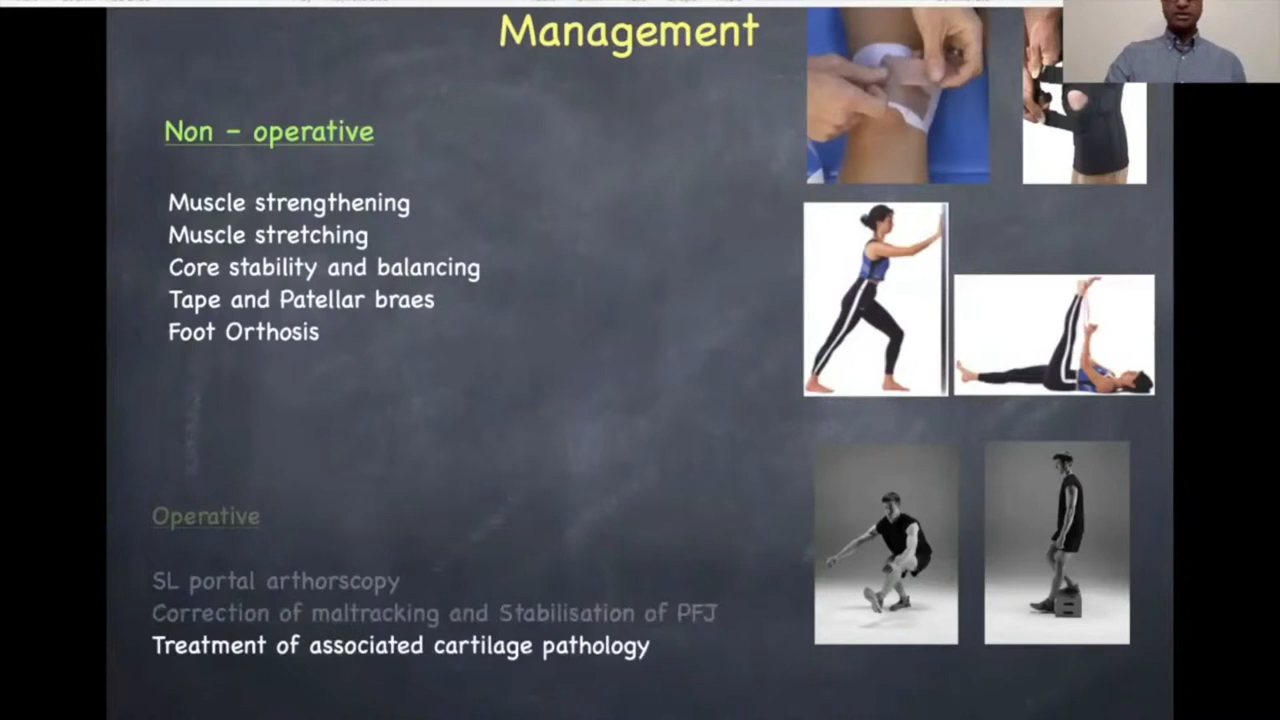 Management
Non - operative
Muscle strengthening
Muscle stretching
Core stability and balancing
Tape and Patellar braes
Foot Orthosis
Operative
SL portal arthorscopy
Correction of maltracking and Stabilisation of PFJ
Treatment of associated cartilage pathology